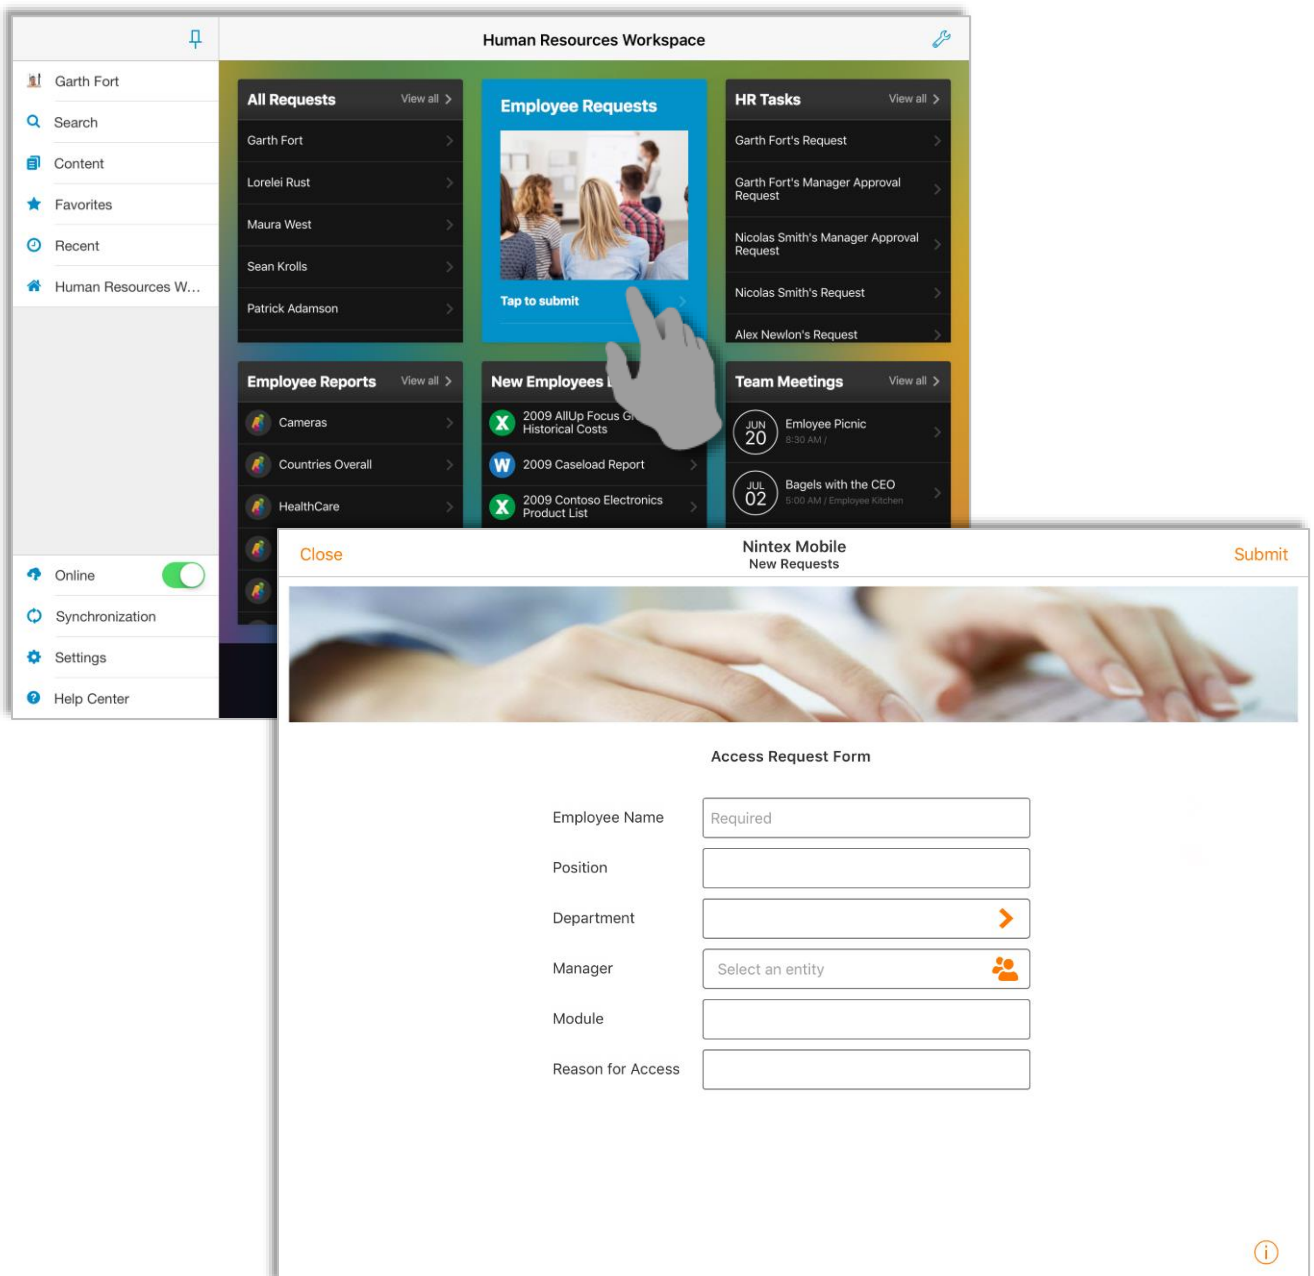 Human Resources Workspace
Garth Fort
Search
Content
Favorites
Recent
Human Resources W...
Online
Synchronization
Settings
Help Center
All Requests View all
Garth Fort
Lorelei Rust
Maura West
Sean Krolls
Patrick Adamson
Employee Requests
Tap to submit
HR Tasks View all
Garth Fort's Request
Garth Fort's Manager Approval
Request
Nicolas Smith's Manager Approval
Request
Nicolas Smith's Request
Alex Newlon's Request
Employee Reports View all
Cameras
Countries Overall
HealthCare
New Employees
X 2009 AllUp Focus
Historical Costs
W 2009 Caseload Report
X 2009 Contoso Electronics
Product List
Team Meetings View all
JUN
20
Emloyee Picnic
8:30 AM /
JUL
02
Bagels with the CEO
5:00 AM / Employee Kitchen
Close
Nintex Mobile
New Requests
Submit
Access Request Form
Employee Name Required
Position
Department
Manager Select an entity
Module
Reason for Access